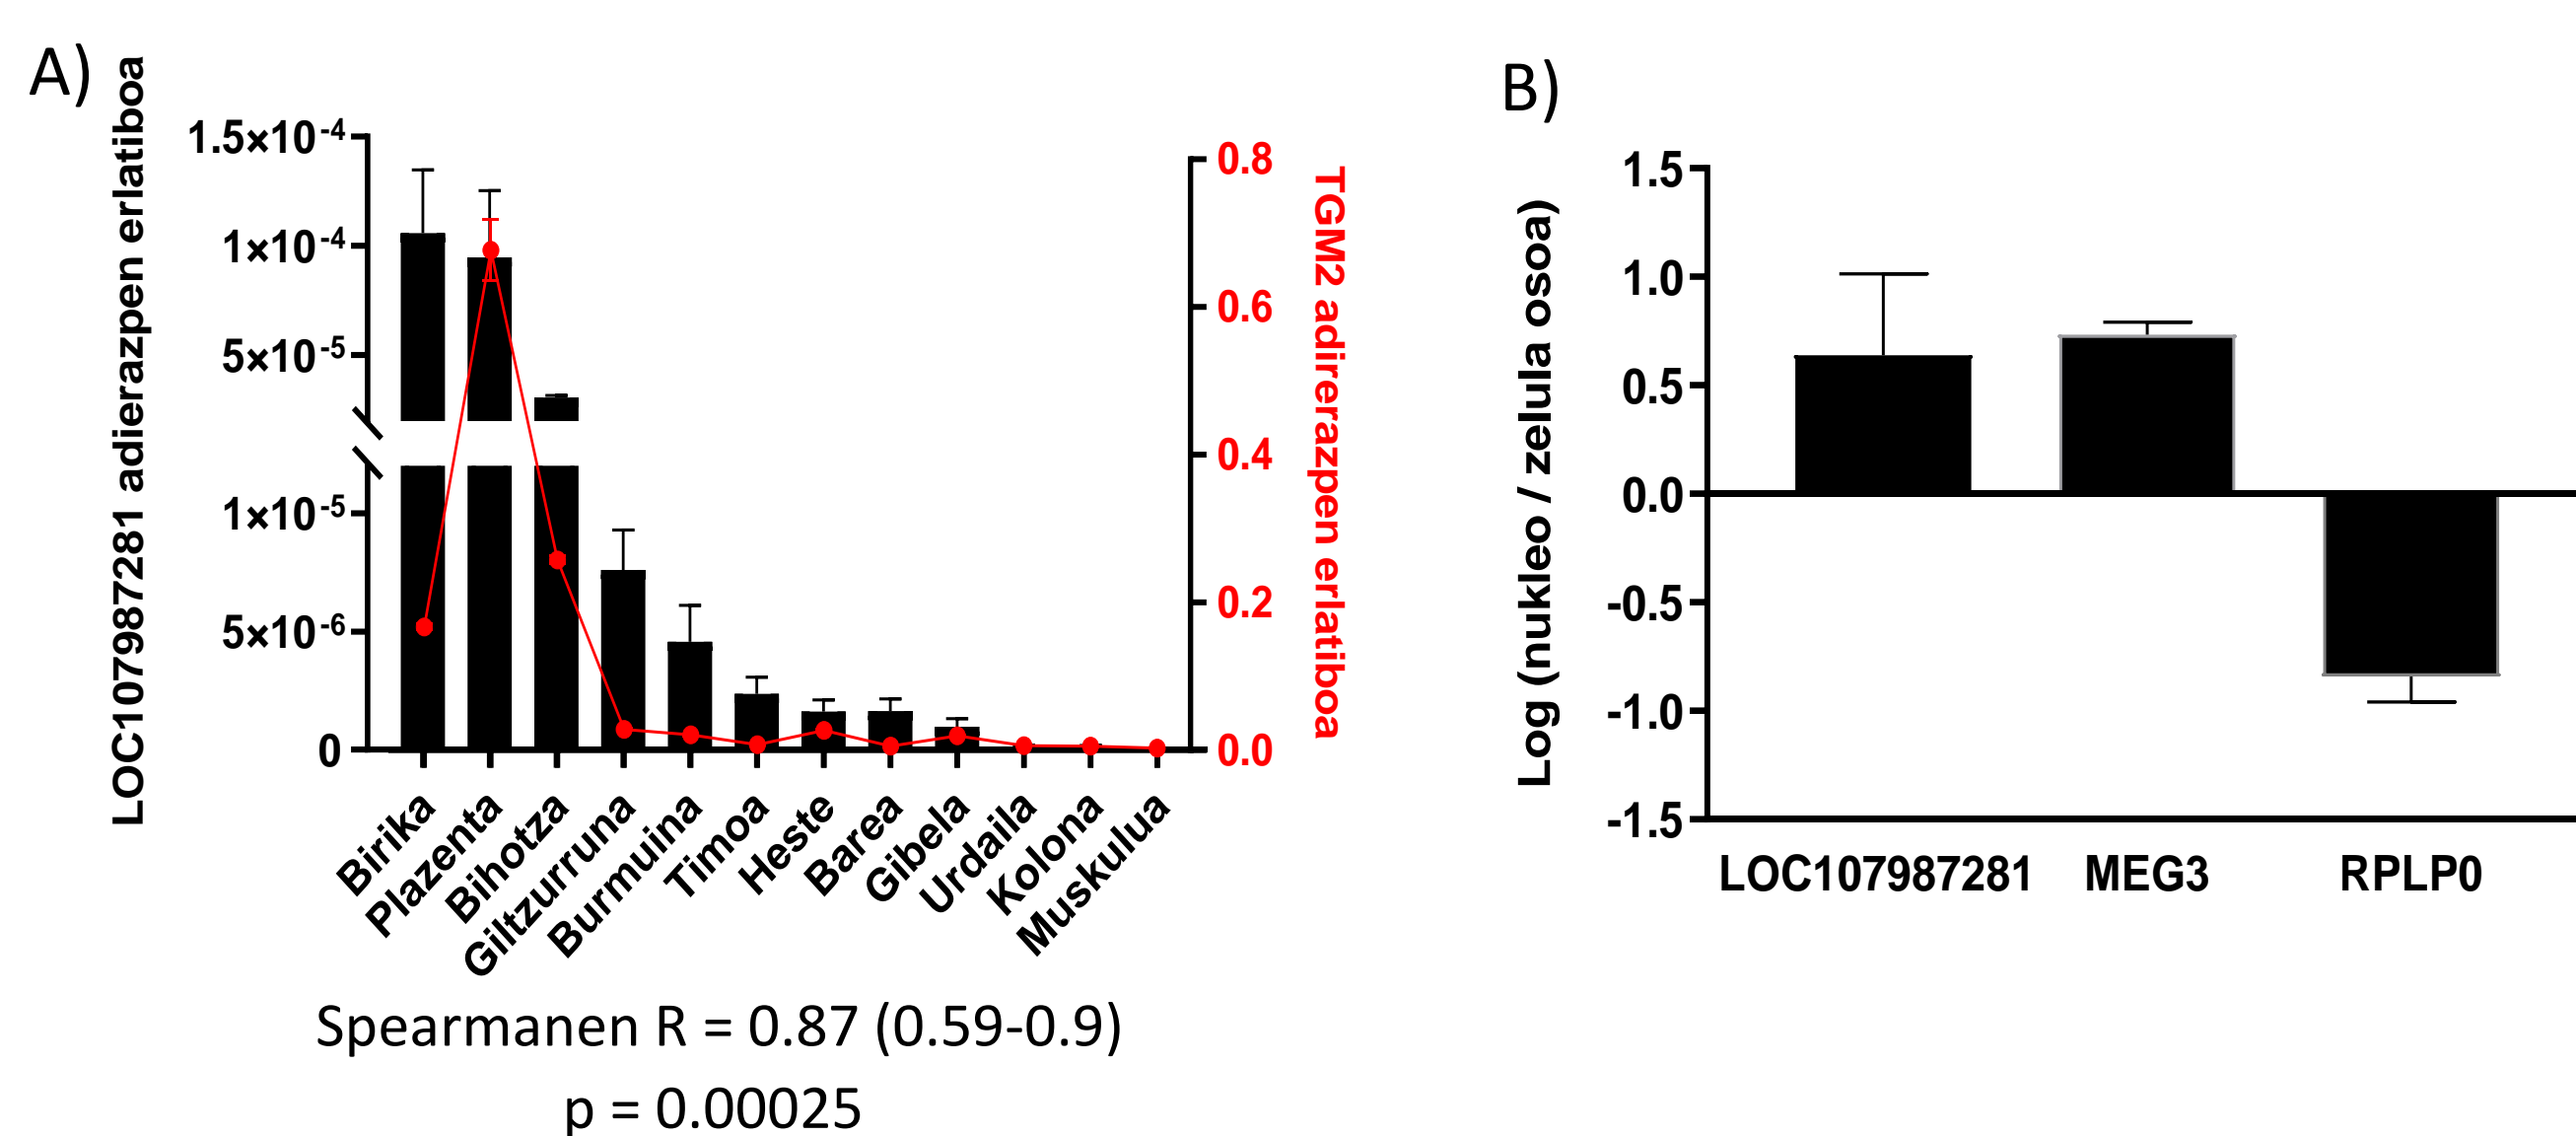 A)
LOC107987281 adierazpen erlatiboa
1.5×10-4
1×10-4
5×10-5
1×10-5
5×10-6
0
0.8
0.6
0.4
0.2
0.0
TGM2 adirerazpen erlatiboa
Birika
Plazenta
Bihotza
Giltzurruna
Burmuina
Timoa
Heste
Barea
Gibela
Urdaila
Kolona
Muskulua
Spearmanen R = 0.87 (0.59-0.9)
p = 0.00025
B)
Log (nukleo / zelula osoa)
1.5
1.0
0.5
0.0
-0.5
-1.0
-1.5
LOC107987281
MEG3
RPLP0